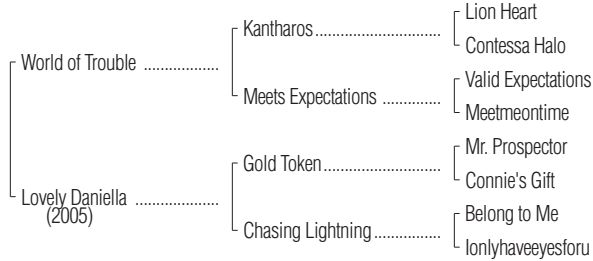 Lion Heart
Kantharos
Contessa Halo
World of Trouble
Valid Expectations
Meets Expectations
Meetmeontime
Mr. Prospector
Gold Token
Connie's Gift
Lovely Daniella
(2005)
Belong to Me
Chasing Lightning
Ionlyhaveeyesforu